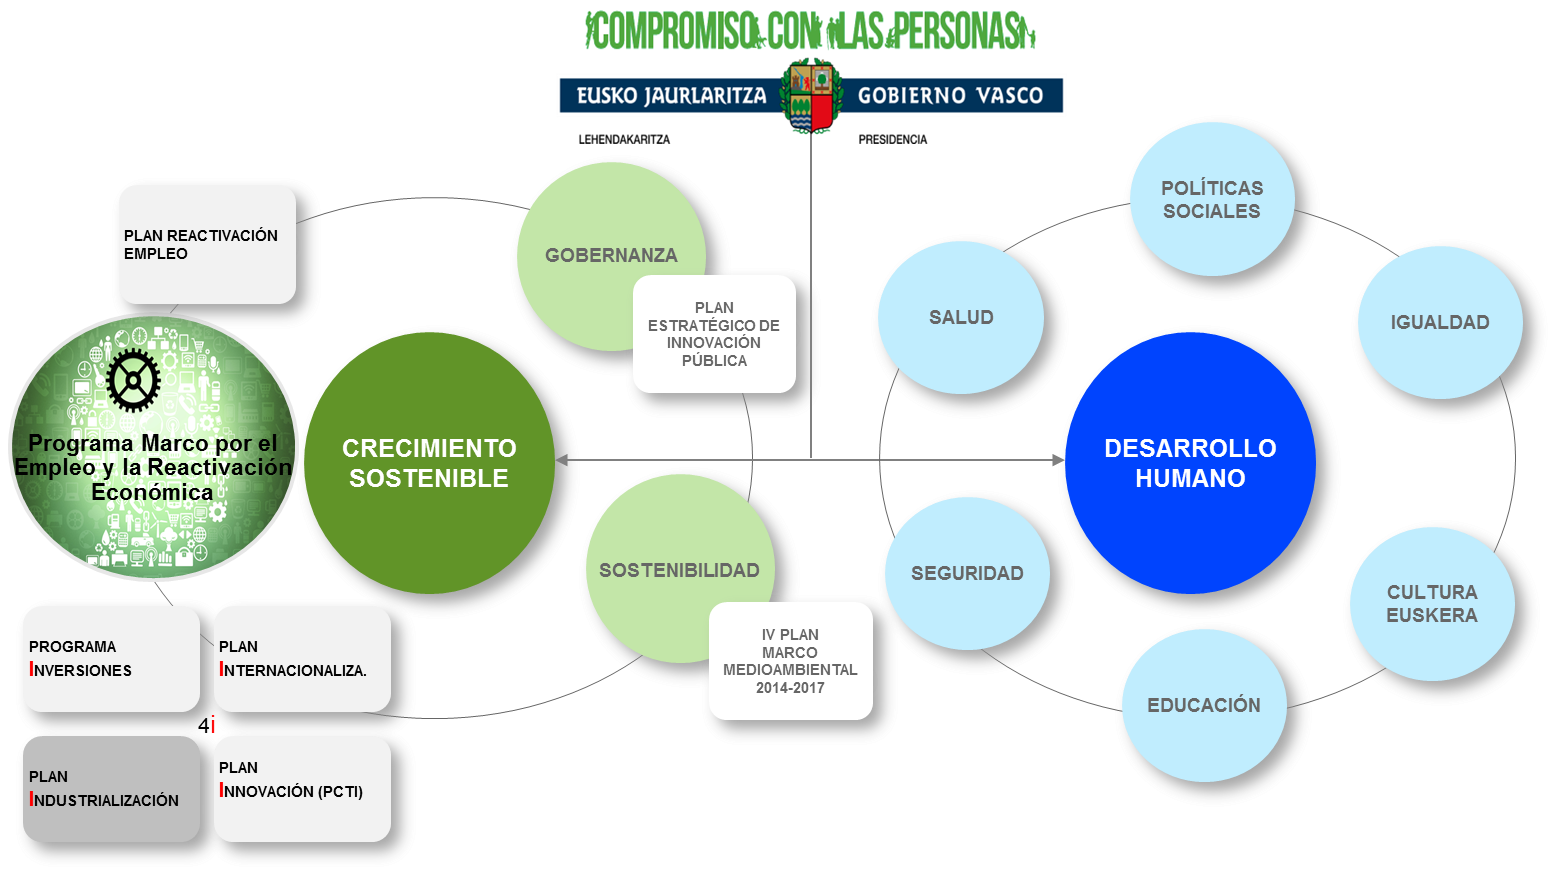 COMPROMISO CON LAS PERSONAS
EUSKO JAURLARITZA
GOBIERNO VASCO
LEHENDAKARITZA
PRESIDENCIA
PLAN REACTIVACIÓN
EMPLEO
Programa Marco por el
Empleo y la Reactivación
Económica
CRECIMIENTO
SOSTENIBLE
GOBERNANZA
PLAN
ESTRATÉGICO DE
INNOVACIÓN
PÚBLICA
SOSTENIBILIDAD
IV PLAN
MARCO
MEDIOAMBIENTAL
2014-2017
PROGRAMA
INVERSIONES
PLAN
INTERNACIONALIZA.
4i
PLAN
INDUSTRIALIZACIÓN
PLAN
INNOVACIÓN (PCTI)
DESARROLLO
HUMANO
POLÍTICAS
SOCIALES
SALUD
IGUALDAD
SEGURIDAD
CULTURA
EUSKERA
EDUCACIÓN